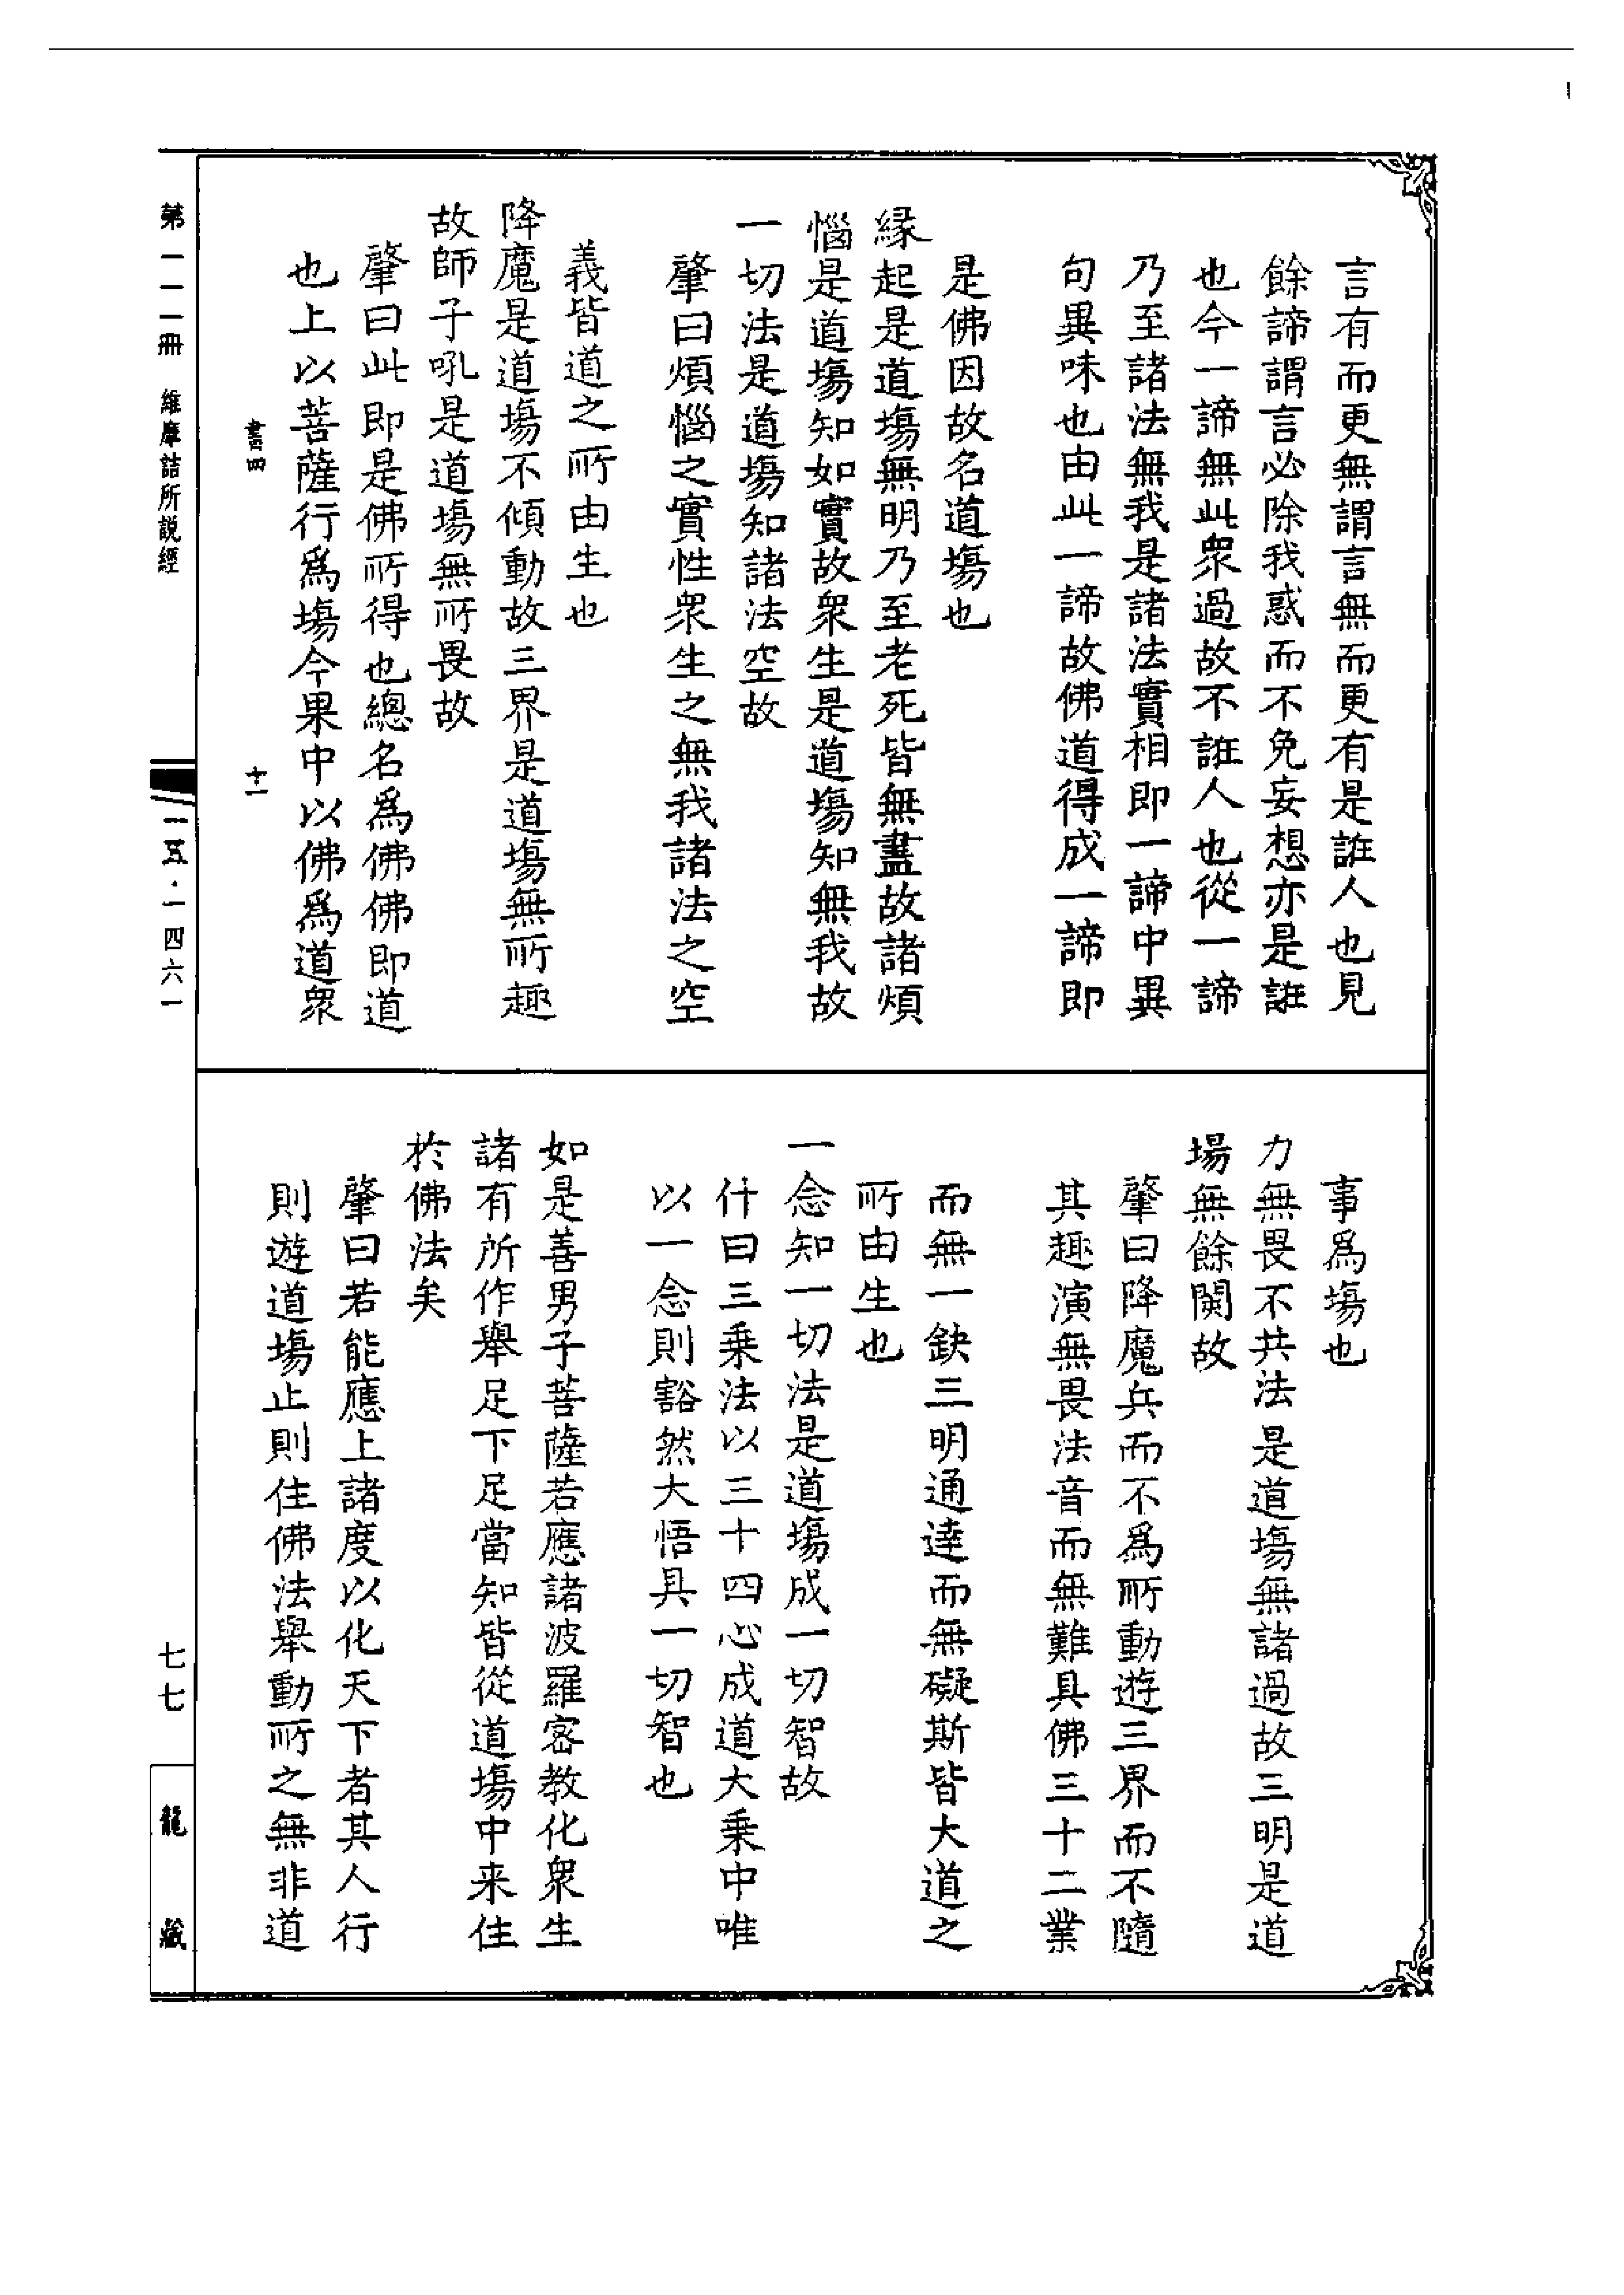 言有而更無謂言無而更有是誑人也見
餘諦謂言必除我惑而不免妄想亦是誑
也今一諦無此衆過故不誑人也從一諦
乃至諸法無我是諸法實相即一諦中異
句異味也由此一諦故佛道得成一諦即
是佛因故名道場也
緣起是道場無明乃至老死皆無盡故諸煩
惱是道場知如實故衆生是道場知無我故
一切法是道場知諸法空故
肇曰煩惱之實性衆生之無我諸法之空
義皆道之所由生也
降魔是道場不傾動故三界是道場無所趣
故師子吼是道場無所畏故
肇曰此即是佛所得也總名爲佛佛即道
也上以菩薩行爲場今果中以佛爲道衆
書四
十一
事爲場也
力無畏不共法是道場無諸過故三明是道
場無餘閡故
肇曰降魔兵而不爲所動遊三界而不隨
其趣演無畏法音而無難具佛三十二業
而無一鈌三明通達而無礙斯皆大道之
所由生也
一念知一切法是道場成一切智故
什曰三乗法以三十四心成道大乗中唯
以一念則豁然大悟具一切智也
如是善男子菩薩若應諸波羅密教化衆生
諸有所作舉足下足當知皆從道場中来住
於佛法矣
肇曰若能應上諸度以化天下者其人行
則遊道場止則住佛法舉動所之無非道
第一一一冊
維摩詰所説經
一五·一四六一
七七
龍藏